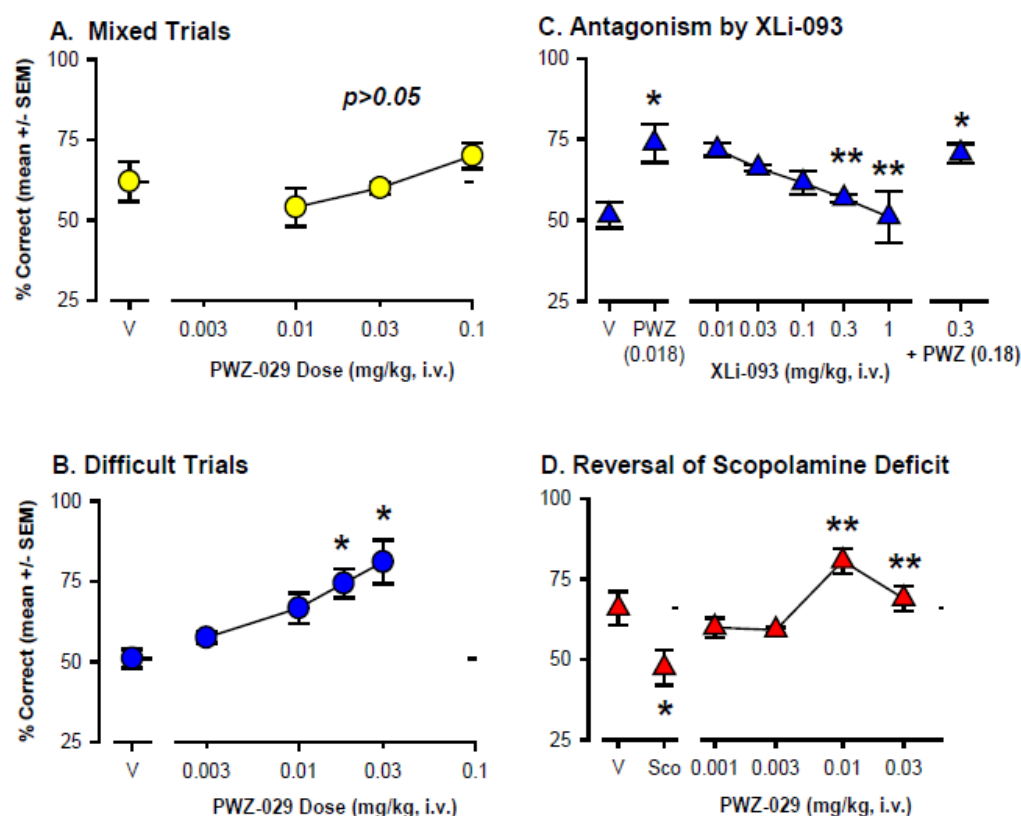 A. Mixed Trials
100
75
50
25
% Correct (mean +/- SEM)
p>0.05
V 0.003 0.01 0.03 0.1
PWZ-029 Dose (mg/kg, i.v.)
C. Antagonism by XLi-093
100
75
50
25
* ** ** *
V PWZ 0.01 0.03 0.1 0.3 1 0.3
(0.018) + PWZ (0.18)
XLi-093 (mg/kg, i.v.)
B. Difficult Trials
100
75
50
25
% Correct (mean +/- SEM)
* *
V 0.003 0.01 0.03 0.1
PWZ-029 Dose (mg/kg, i.v.)
D. Reversal of Scopolamine Deficit
100
75
50
25
* ** **
V Sco 0.001 0.003 0.01 0.03
PWZ-029 (mg/kg, i.v.)